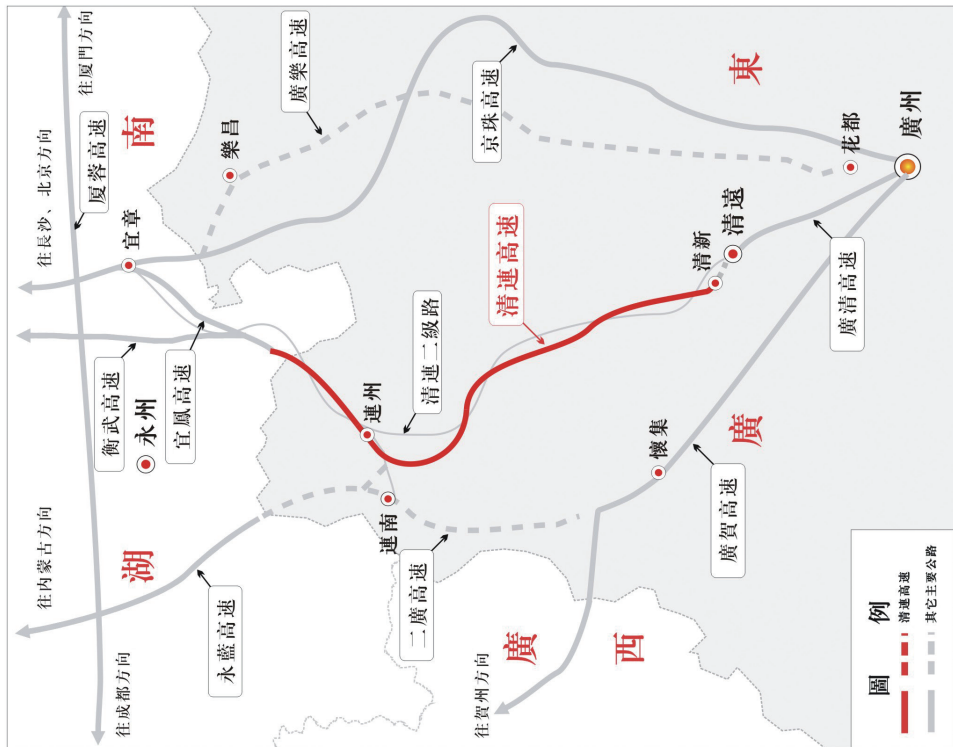 往厦門方向
厦蓉高速
往長沙、北京方向
往内蒙古方向
往成都方向
湖南
宜章
樂昌
廣樂高速
京珠高速
衡武高速
永州
宜鳳高速
永藍高速
連州
清連二級路
清連高速
連南
二廣高速
清新
清遠
花都
廣州
廣清高速
懷集
廣賀高速
廣東
廣西
往賀州方向
圖例
清連高速
其它主要公路